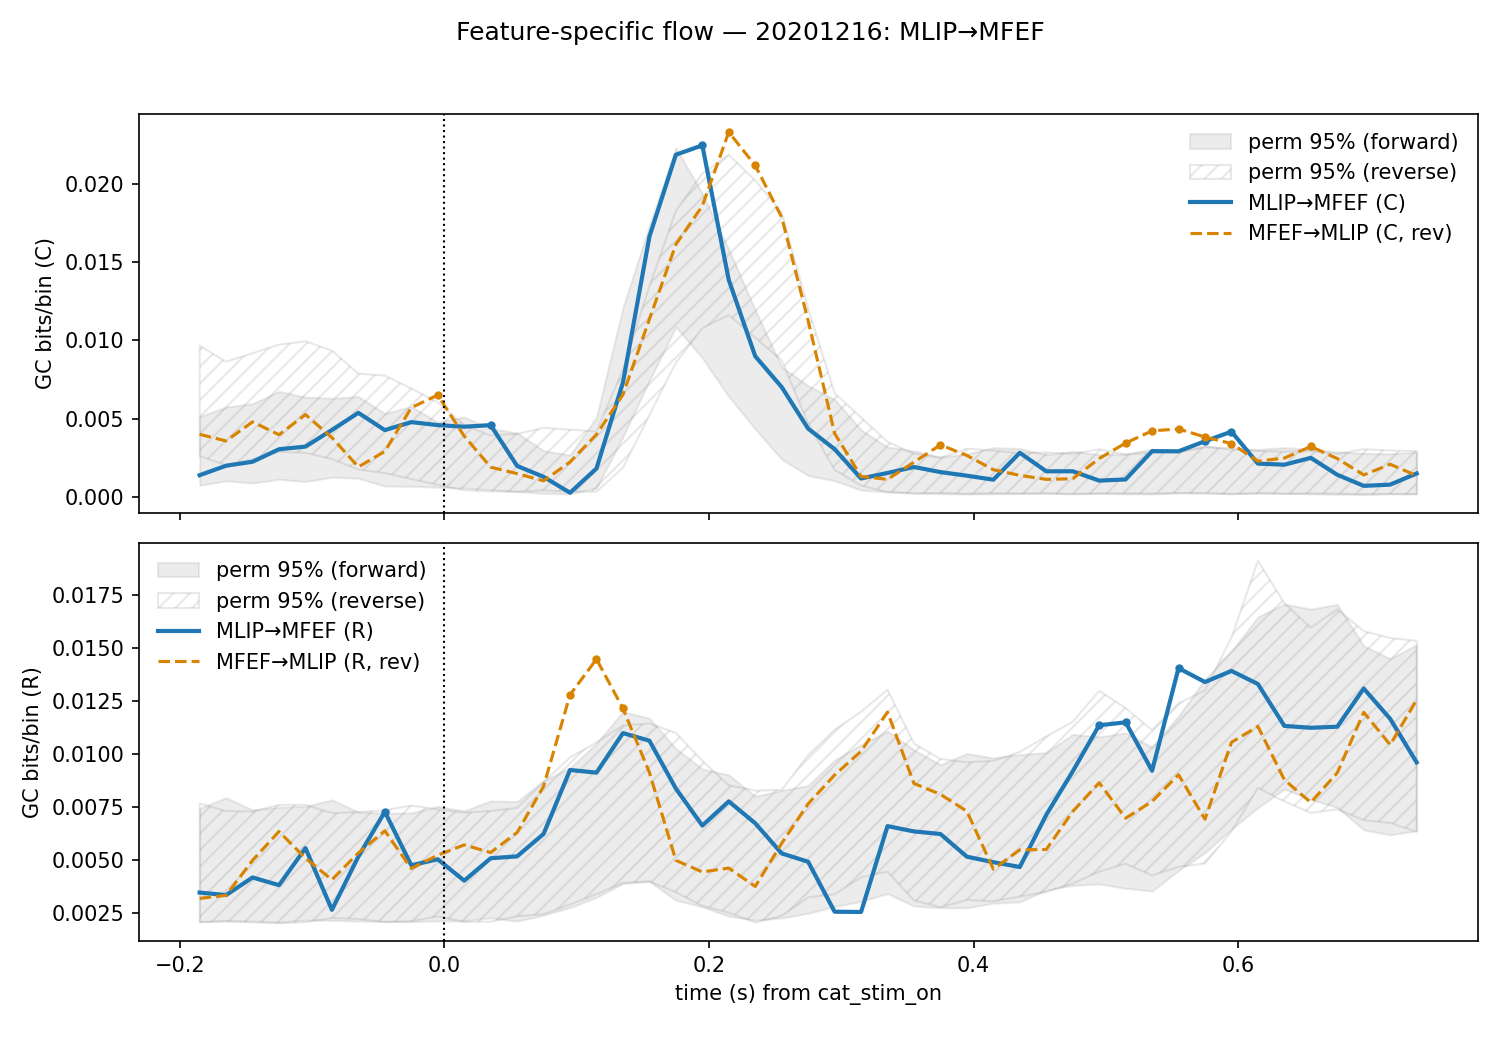 Feature-specific flow — 20201216: MLIP→MFEF
GC bits/bin (C)
0.020
0.015
0.010
0.005
0.000
perm 95% (forward)
perm 95% (reverse)
MLIP→MFEF (C)
MFEF→MLIP (C, rev)
GC bits/bin (R)
0.0175
0.0150
0.0125
0.0100
0.0075
0.0050
0.0025
perm 95% (forward)
perm 95% (reverse)
MLIP→MFEF (R)
MFEF→MLIP (R, rev)
−0.2 0.0 0.2 0.4 0.6
time (s) from cat_stim_on